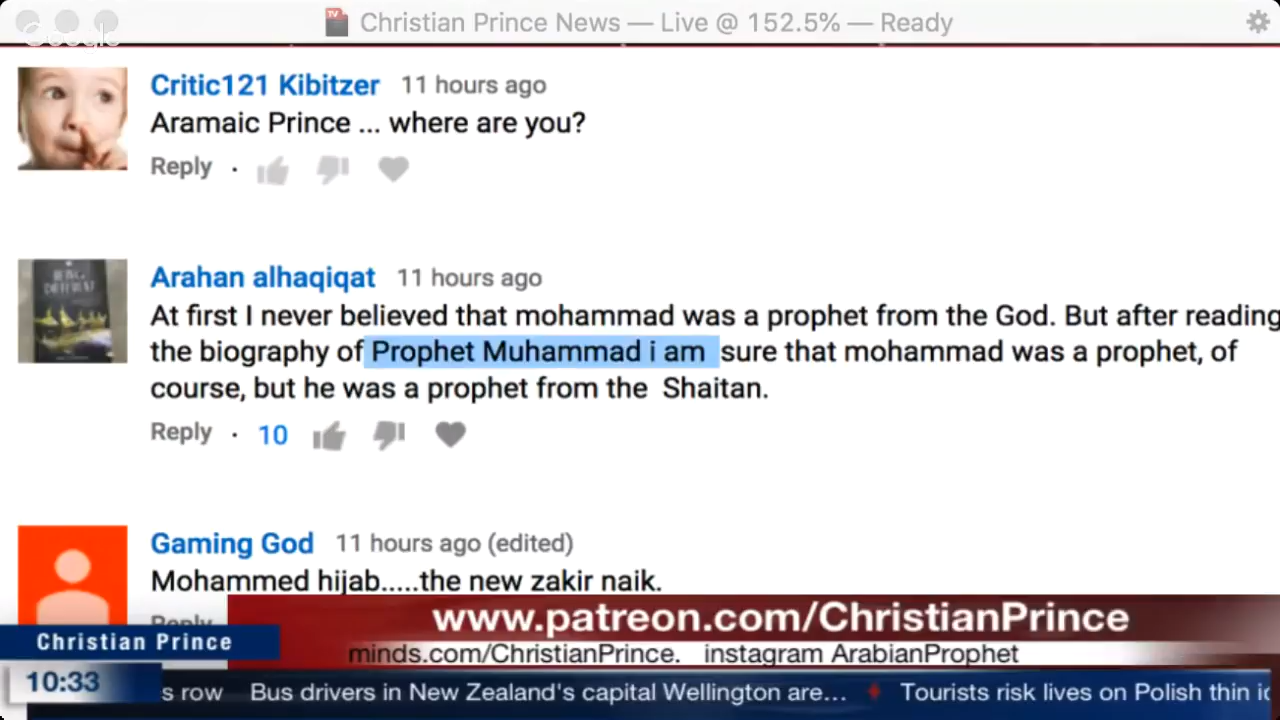 Christian Prince News — Live @ 152.5% — Ready
Google
Critic121 Kibitzer 11 hours ago
Aramaic Prince ... where are you?
Reply
Arahan alhaqiqat 11 hours ago
At first I never believed that mohammad was a prophet from the God. But after reading
the biography of Prophet Muhammad i am sure that mohammad was a prophet, of
course, but he was a prophet from the Shaitan.
Reply · 10
Gaming God 11 hours ago (edited)
Mohammed hijab.....the new zakir naik.
Reply
www.patreon.com/ChristianPrince
Christian Prince
minds.com/ChristianPrince. instagram ArabianProphet
10:33
s row Bus drivers in New Zealand's capital Wellington are... Tourists risk lives on Polish thin ic